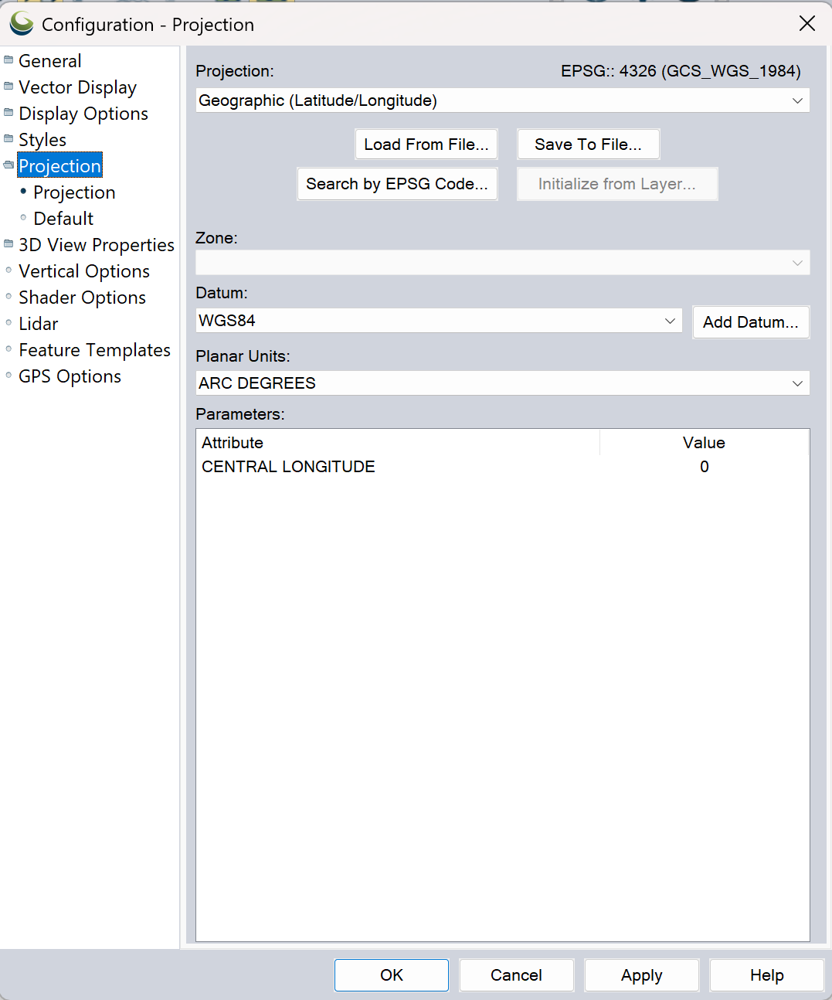 Configuration - Projection
General
Vector Display
Display Options
Styles
Projection
Projection
Default
3D View Properties
Vertical Options
Shader Options
Lidar
Feature Templates
GPS Options
Projection: EPSG:: 4326 (GCS_WGS_1984)
Geographic (Latitude/Longitude)
Load From File... Save To File...
Search by EPSG Code... Initialize from Layer...
Zone:
Datum:
WGS84 Add Datum...
Planar Units:
ARC DEGREES
Parameters:
Attribute Value
CENTRAL LONGITUDE 0
OK Cancel Apply Help